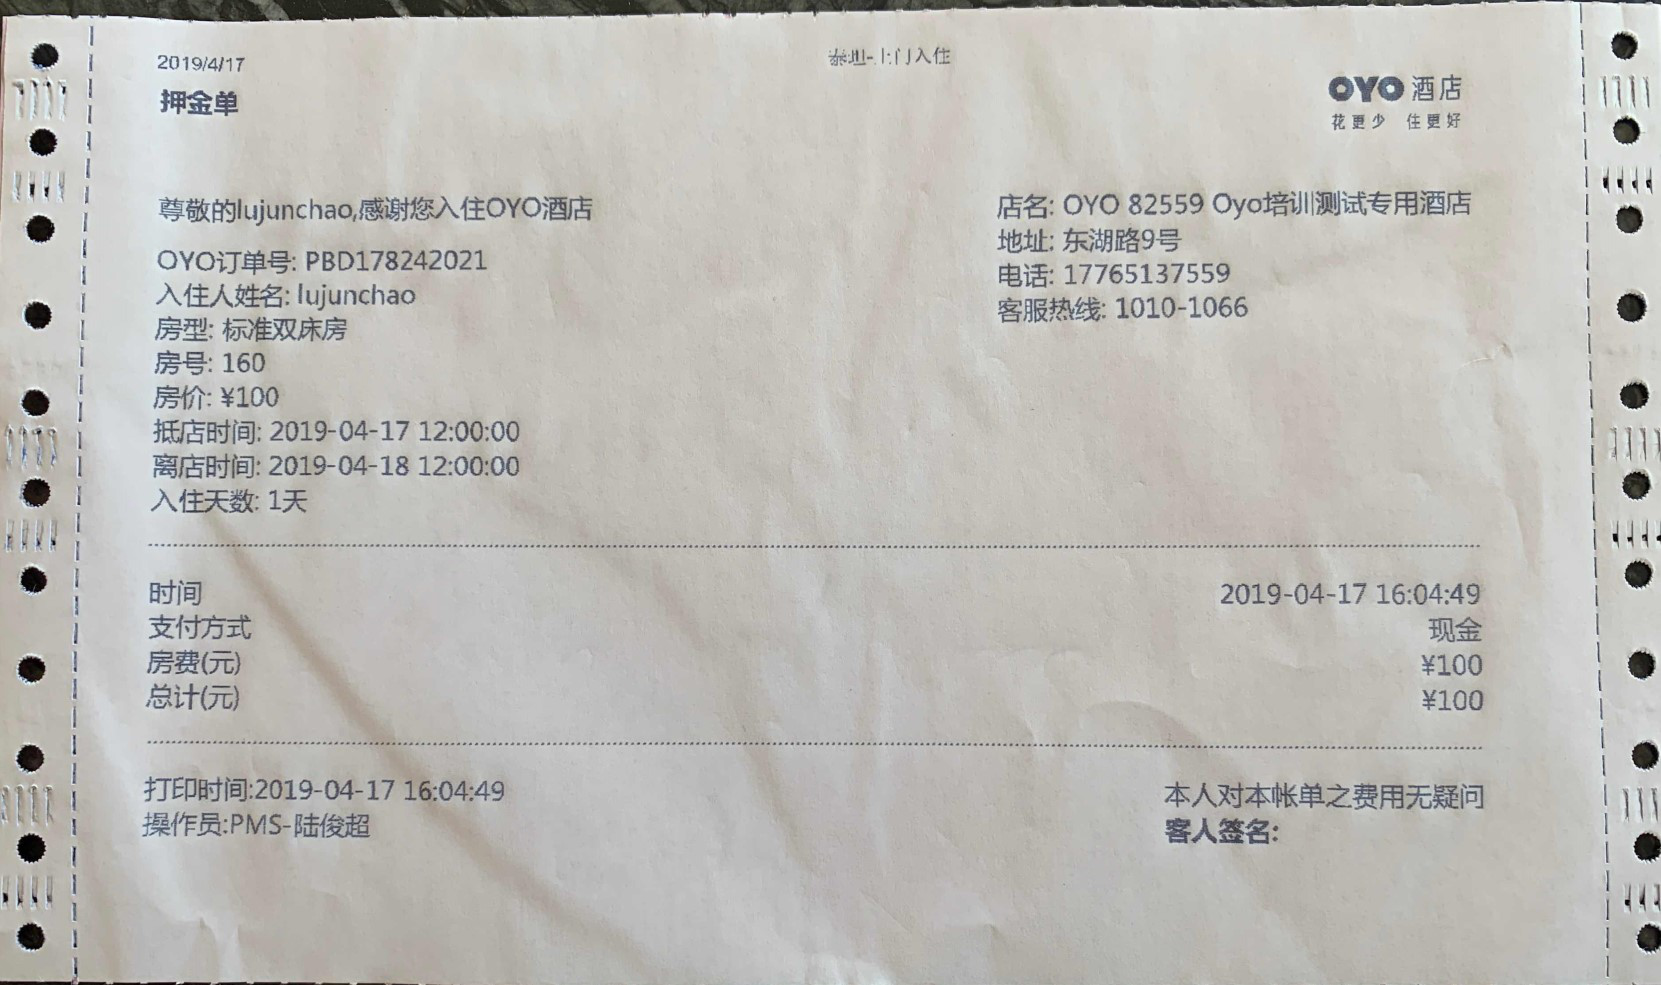 2019/4/17
泰坦-上门入住
押金单
OYO 酒店
花更少 住更好
尊敬的lujunchao,感谢您入住OYO酒店
OYO订单号: PBD178242021
入住人姓名: lujunchao
房型: 标准双床房
房号: 160
房价: ¥100
抵店时间: 2019-04-17 12:00:00
离店时间: 2019-04-18 12:00:00
入住天数: 1天
店名: OYO 82559 Oyo培训测试专用酒店
地址: 东湖路9号
电话: 17765137559
客服热线: 1010-1066
时间 2019-04-17 16:04:49
支付方式 现金
房费(元) ¥100
总计(元) ¥100
打印时间:2019-04-17 16:04:49
操作员:PMS-陆俊超
本人对本帐单之费用无疑问
客人签名: